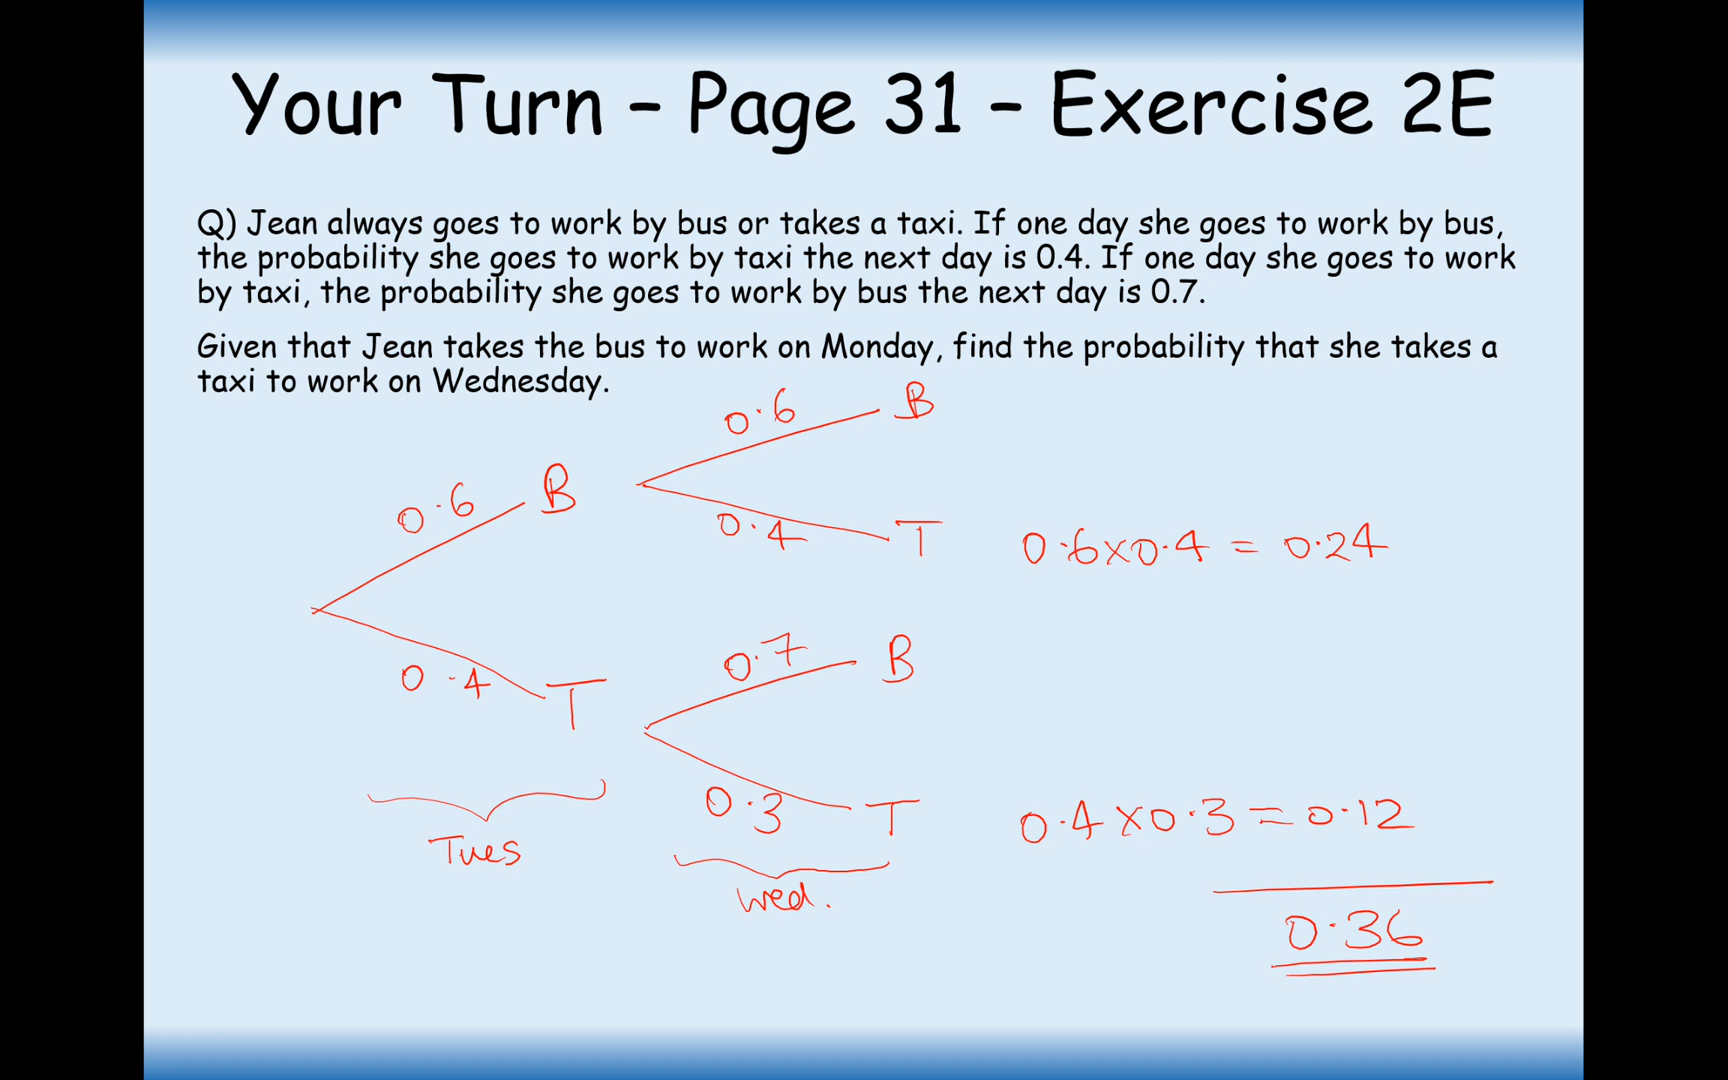 Your Turn – Page 31 – Exercise 2E
Q) Jean always goes to work by bus or takes a taxi. If one day she goes to work by bus,
the probability she goes to work by taxi the next day is 0.4. If one day she goes to work
by taxi, the probability she goes to work by bus the next day is 0.7.
Given that Jean takes the bus to work on Monday, find the probability that she takes a
taxi to work on Wednesday.
0.6 B
0.6 B
0.4 T
0.6×0.4 = 0.24
0.4 T
0.7 B
0.3 T
0.4×0.3=0.12
Tues
Wed.
0.36